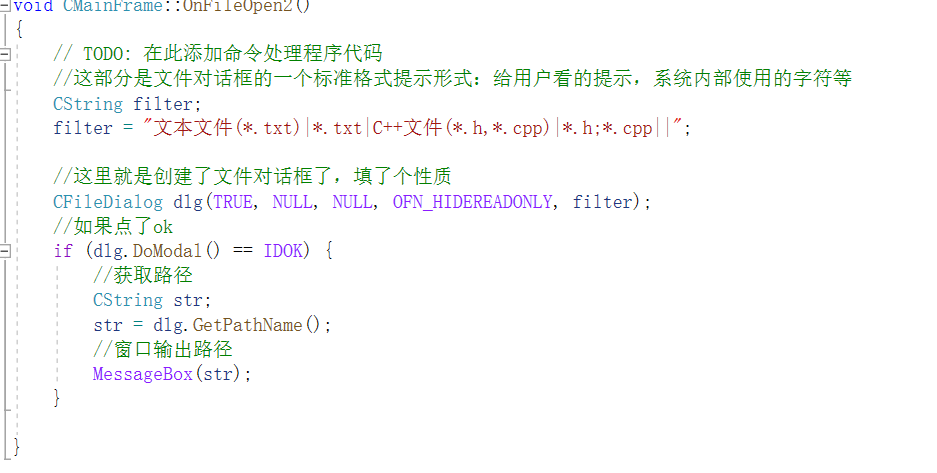 void CMainFrame::OnFileOpen2()
{
// TODO: 在此添加命令处理程序代码
//这部分是文件对话框的一个标准格式提示形式：给用户看的提示，系统内部使用的字符等
CString filter;
filter = "文本文件(*.txt)|*.txt|C++文件(*.h,*.cpp)|*.h;*.cpp||";
//这里就是创建了文件对话框了，填了个性质
CFileDialog dlg(TRUE, NULL, NULL, OFN_HIDEREADONLY, filter);
//如果点了ok
if (dlg.DoModal() == IDOK) {
//获取路径
CString str;
str = dlg.GetPathName();
//窗口输出路径
MessageBox(str);
}
}